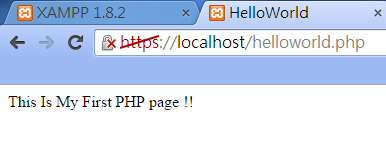 XAMPP 1.8.2
HelloWorld
https://localhost/helloworld.php
This Is My First PHP page !!